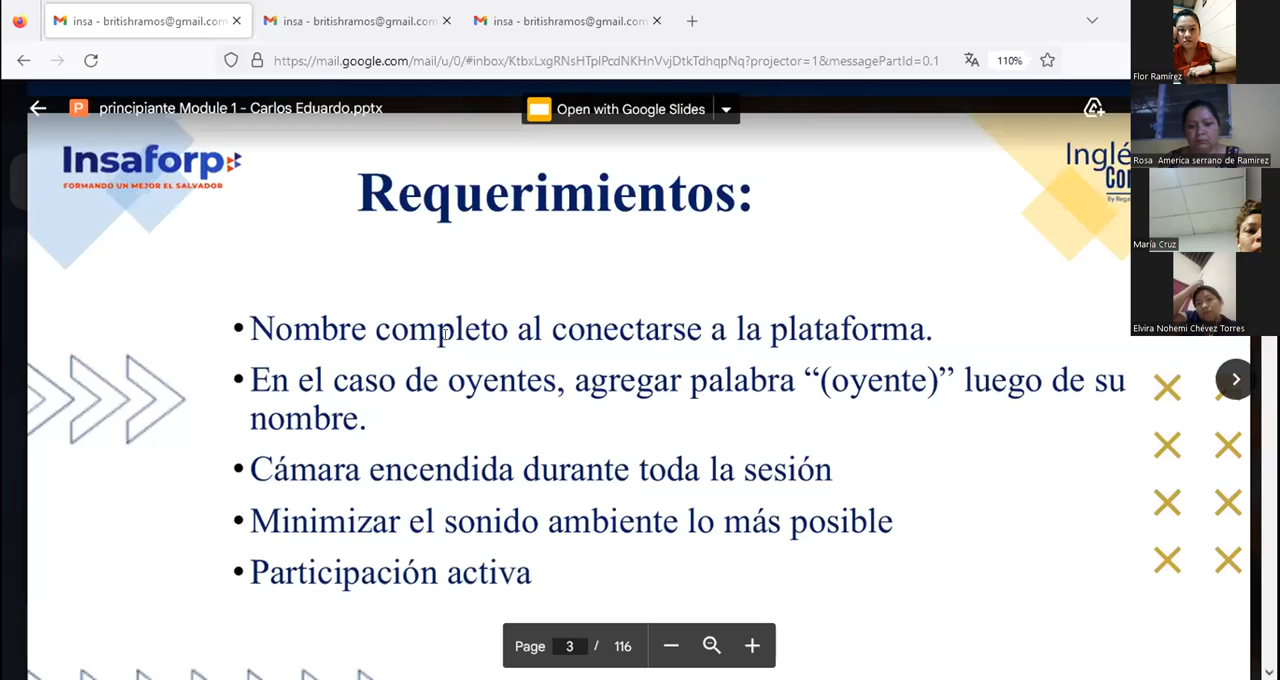 insa - britishramos@gmail.com
insa - britishramos@gmail.com
insa - britishramos@gmail.com
https://mail.google.com/mail/u/0/#inbox/KtbxLxgRNsHTpIPcdNKHnVvjDtkTdhqpNq?projector=1&messagePartId=0.1
110%
principiante Module 1 - Carlos Eduardo.pptx
Open with Google Slides
Insaforp
FORMANDO UN MEJOR EL SALVADOR
Requerimientos:
• Nombre completo al conectarse a la plataforma.
• En el caso de oyentes, agregar palabra “(oyente)” luego de su
nombre.
• Cámara encendida durante toda la sesión
• Minimizar el sonido ambiente lo más posible
• Participación activa
Page 3 / 116
Flor Ramírez
Rosa America serrano de Ramirez
María Cruz
Elvira Nohemi Chévez Torres